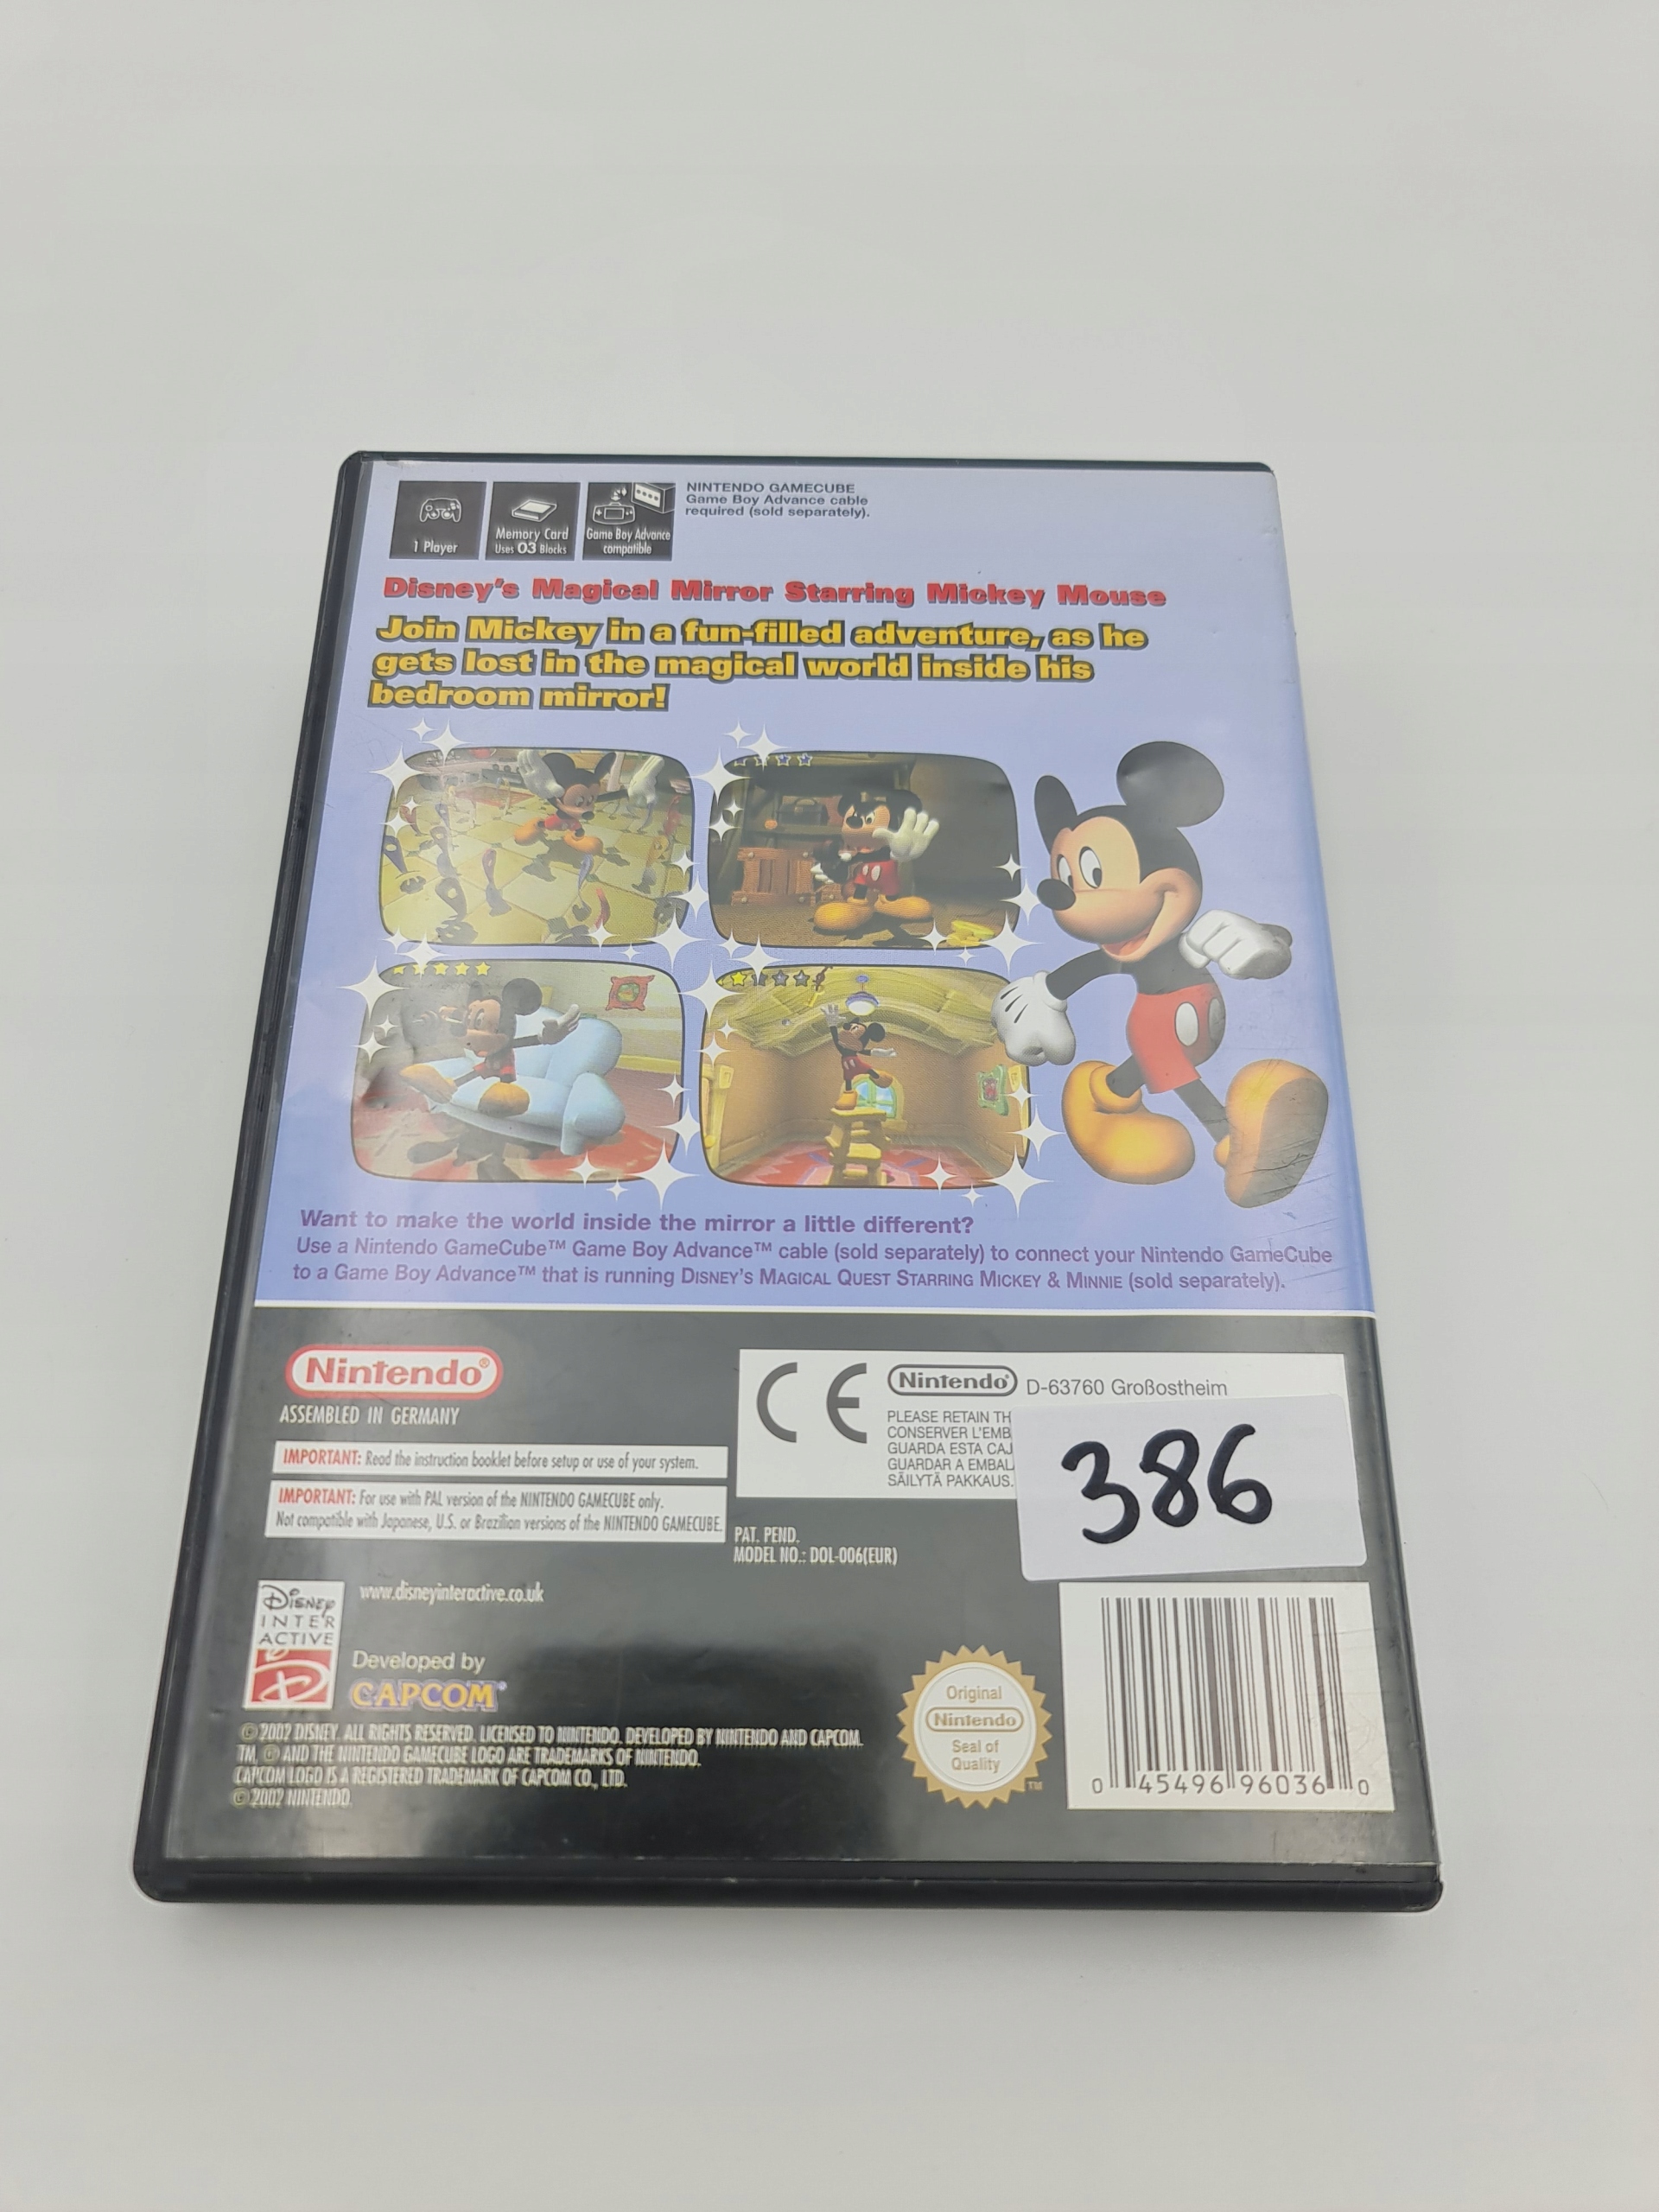 1 Player
Memory Card
Uses 03 Blocks
Game Boy Advance
compatible
NINTENDO GAMECUBE
Game Boy Advance cable
required (sold separately).
Disney's Magical Mirror Starring Mickey Mouse
Join Mickey in a fun-filled adventure, as he
gets lost in the magical world inside his
bedroom mirror!
Want to make the world inside the mirror a little different?
Use a Nintendo GameCube™ Game Boy Advance™ cable (sold separately) to connect your Nintendo GameCube
to a Game Boy Advance™ that is running DISNEY'S MAGICAL QUEST STARRING MICKEY & MINNIE (sold separately).
Nintendo®
ASSEMBLED IN GERMANY
IMPORTANT: Read the instruction booklet before setup or use of your system.
IMPORTANT: For use with PAL version of the NINTENDO GAMECUBE only.
Not compatible with Japanese, U.S. or Brazilian versions of the NINTENDO GAMECUBE.
CE
Nintendo® D-63760 Großostheim
PLEASE RETAIN TH
CONSERVER L'EMB
GUARDA ESTA CAJ
GUARDAR A EMBAL
SÄILYTÄ PAKKAUS.
386
PAT. PEND.
MODEL NO.: DOL-006(EUR)
Disney
INTER
ACTIVE
D
www.disneyinteractive.co.uk
Developed by
CAPCOM®
© 2002 DISNEY. ALL RIGHTS RESERVED. LICENSED TO NINTENDO. DEVELOPED BY NINTENDO AND CAPCOM.
TM, ® AND THE NINTENDO GAMECUBE LOGO ARE TRADEMARKS OF NINTENDO.
CAPCOM LOGO IS A REGISTERED TRADEMARK OF CAPCOM CO., LTD.
© 2002 NINTENDO.
Original
Nintendo®
Seal of
Quality
TM
0 45496 96036 0